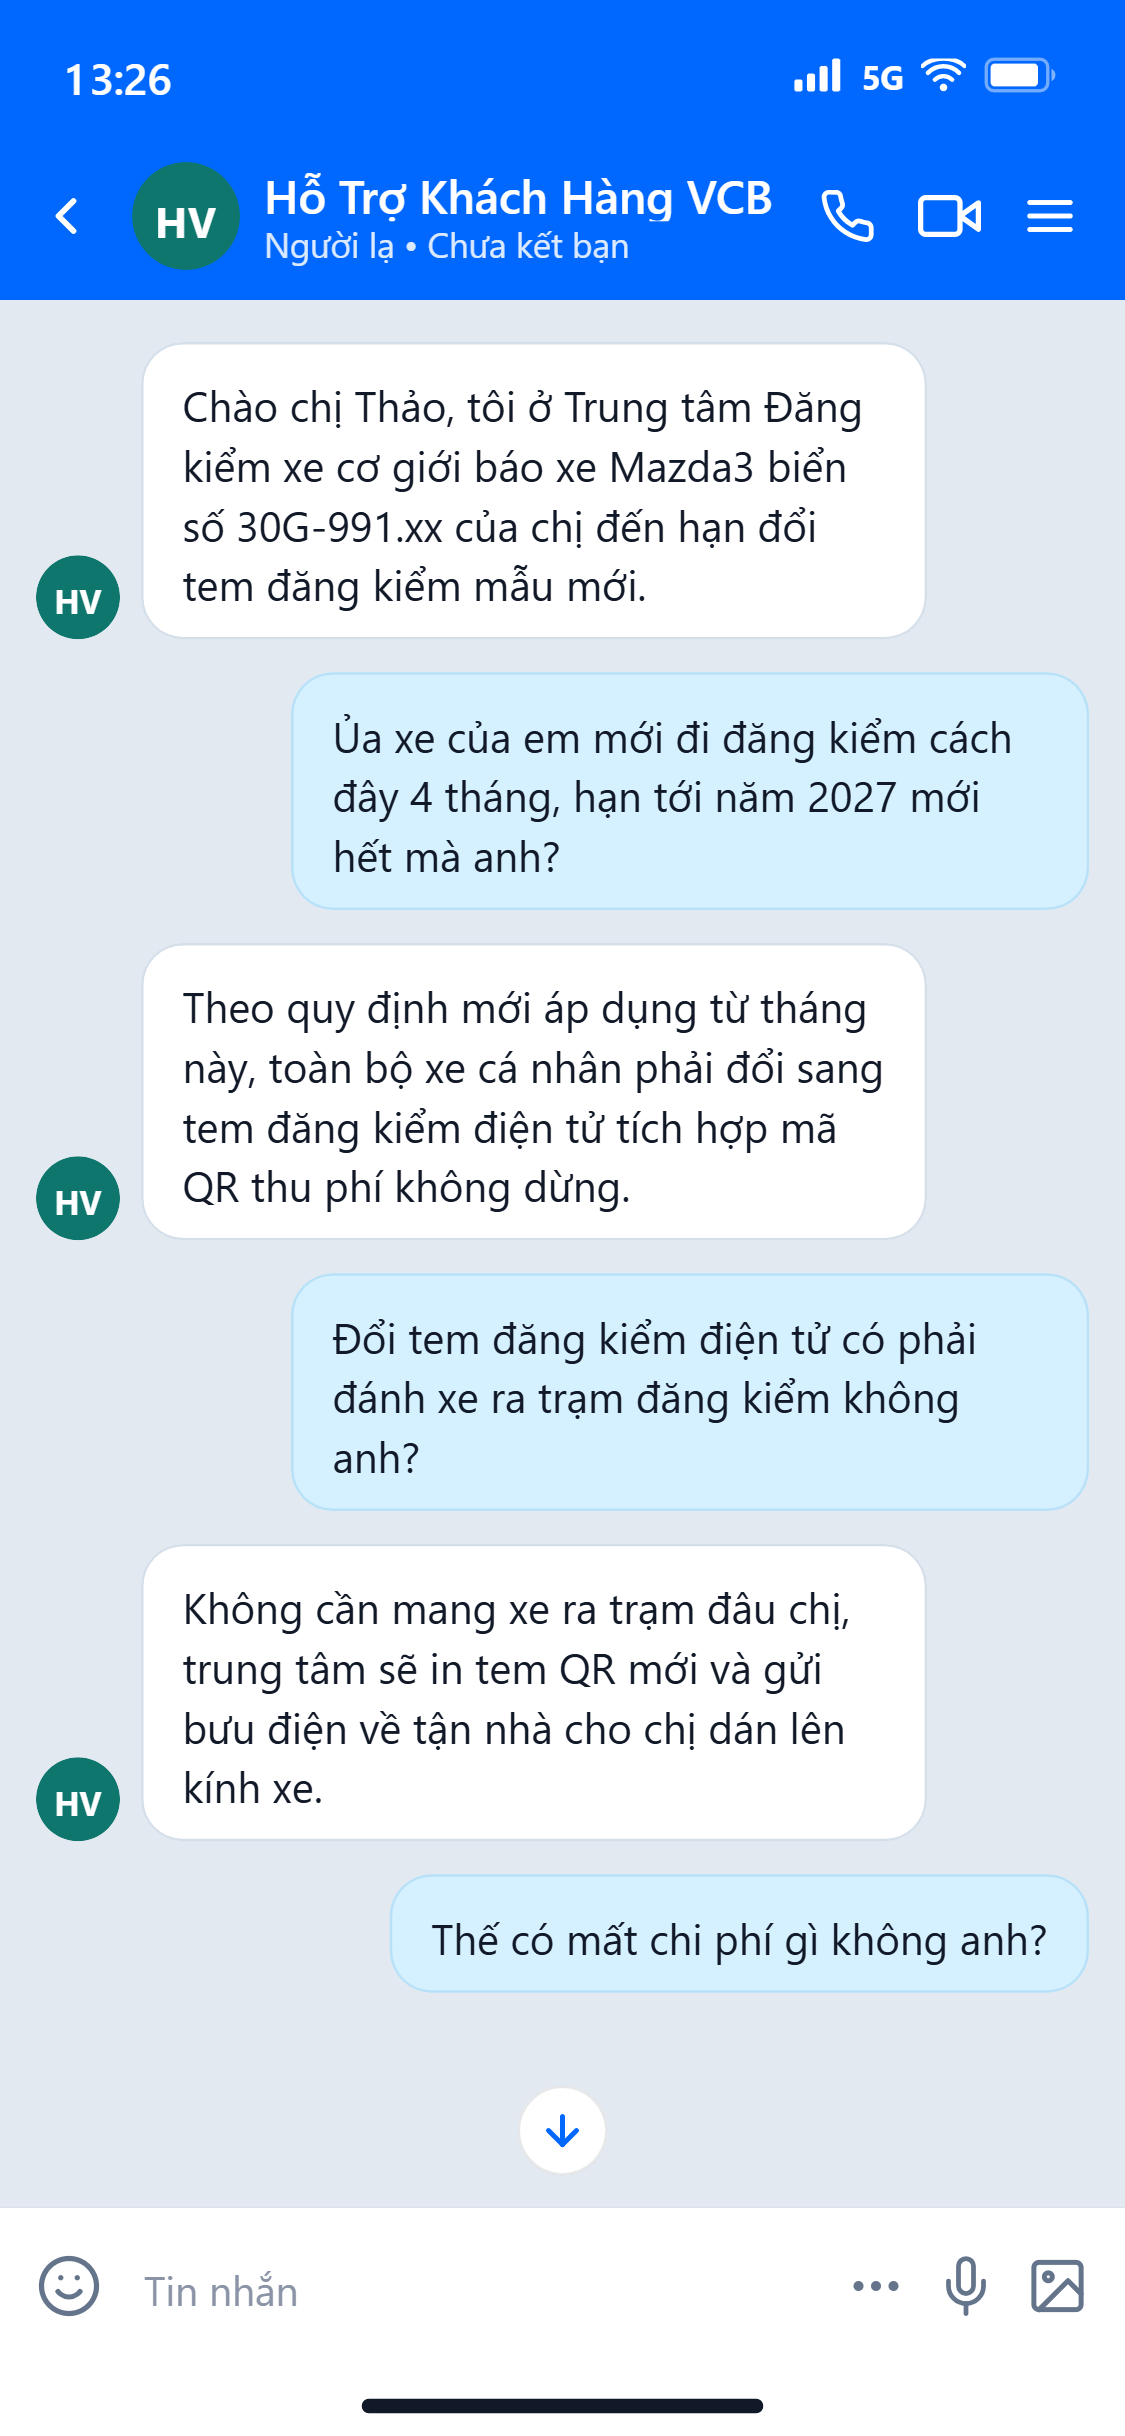 13:26
5G
HV
Hỗ Trợ Khách Hàng VCB
Người lạ • Chưa kết bạn
Chào chị Thảo, tôi ở Trung tâm Đăng
kiểm xe cơ giới báo xe Mazda3 biển
số 30G-991.xx của chị đến hạn đổi
tem đăng kiểm mẫu mới.
HV
Ủa xe của em mới đi đăng kiểm cách
đây 4 tháng, hạn tới năm 2027 mới
hết mà anh?
Theo quy định mới áp dụng từ tháng
này, toàn bộ xe cá nhân phải đổi sang
tem đăng kiểm điện tử tích hợp mã
QR thu phí không dừng.
HV
Đổi tem đăng kiểm điện tử có phải
đánh xe ra trạm đăng kiểm không
anh?
Không cần mang xe ra trạm đâu chị,
trung tâm sẽ in tem QR mới và gửi
bưu điện về tận nhà cho chị dán lên
kính xe.
HV
Thế có mất chi phí gì không anh?
Tin nhắn